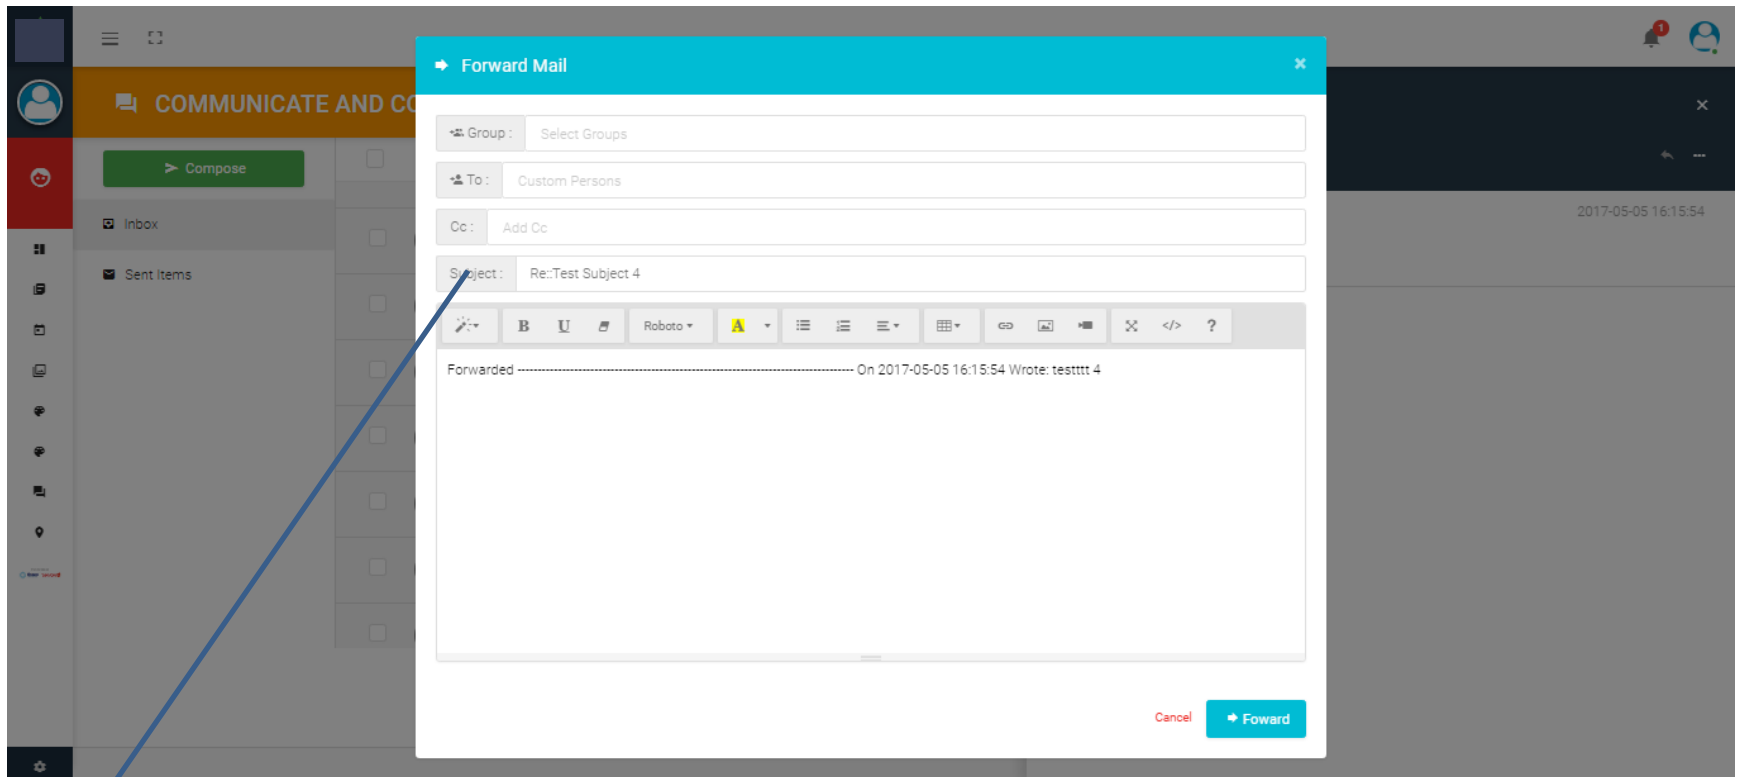 1
Forward Mail
×
COMMUNICATE AND CO
×
Group :
Select Groups
Compose
To :
Custom Persons
Inbox
2017-05-05 16:15:54
Cc :
Add Cc
Sent Items
Subject :
Re::Test Subject 4
B U Roboto A </> ?
Forwarded ------------------------------------------------------------------------------------ On 2017-05-05 16:15:54 Wrote: testttt 4
Cancel
Foward